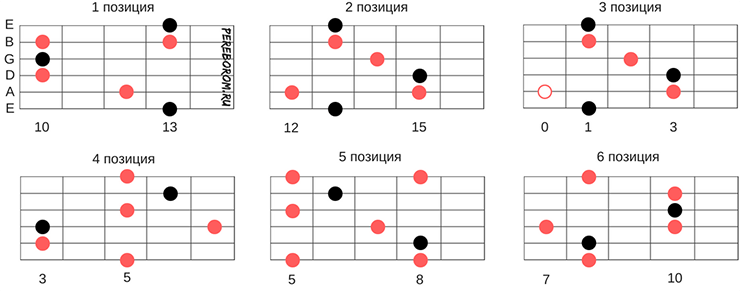 1 позиция
2 позиция
3 позиция
E
B
G
D
A
E
PEREBOROM.RU
10 13
12 15
0 1 3
4 позиция
5 позиция
6 позиция
3 5
5 8
7 10